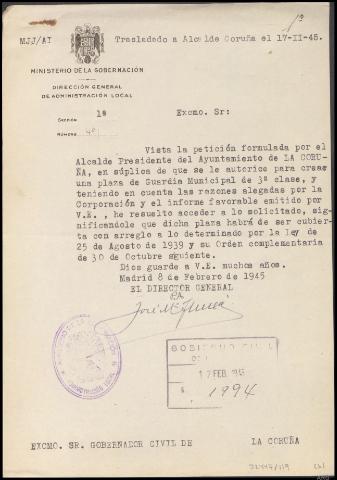 1º
MJJ/AI Trasladado a Alcalde Coruña el 17-II-45.
MINISTERIO DE LA GOBERNACIÓN
DIRECCIÓN GENERAL
DE ADMINISTRACIÓN LOCAL
SECCIÓN 1º Excmo. Sr:
NÚMERO
Vista la petición formulada por el
Alcalde Presidente del Ayuntamiento de LA CORU-
ÑA, en súplica de que se le autorice para crear
una plaza de Guardia Municipal de 3ª clase, y
teniendo en cuenta las razones alegadas por la
Corporación y el informe favorable emitido por
V.E., he resuelto acceder a lo solicitado, sig-
nificándole que dicha plaza habrá de ser cubier-
ta con arreglo a lo determinado por la Ley de
25 de Agosto de 1939 y su Orden complementaria
de 30 de Octubre siguiente.
Dios guarde a V.E. muchos años.
Madrid 8 de Febrero de 1945
EL DIRECTOR GENERAL
GOBIERNO CIVIL
17 FEB. 45
1994
EXCMO. SR. GOBERNADOR CIVIL DE LA CORUÑA